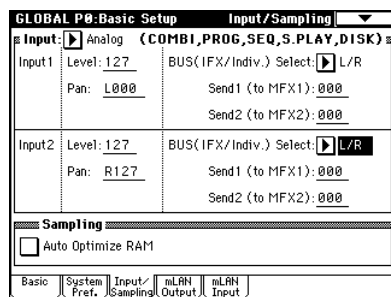 GLOBAL P0:Basic Setup Input/Sampling
Input: Analog (COMBI,PROG,SEQ,S.PLAY,DISK)
Input1 Level: 127 BUS(IFX/Indiv.) Select: L/R
Pan: L000 Send1 (to MFX1): 000
Send2 (to MFX2): 000
Input2 Level: 127 BUS(IFX/Indiv.) Select: L/R
Pan: R127 Send1 (to MFX1): 000
Send2 (to MFX2): 000
Sampling
Auto Optimize RAM
Basic System Pref. Input/Sampling mLAN Output mLAN Input